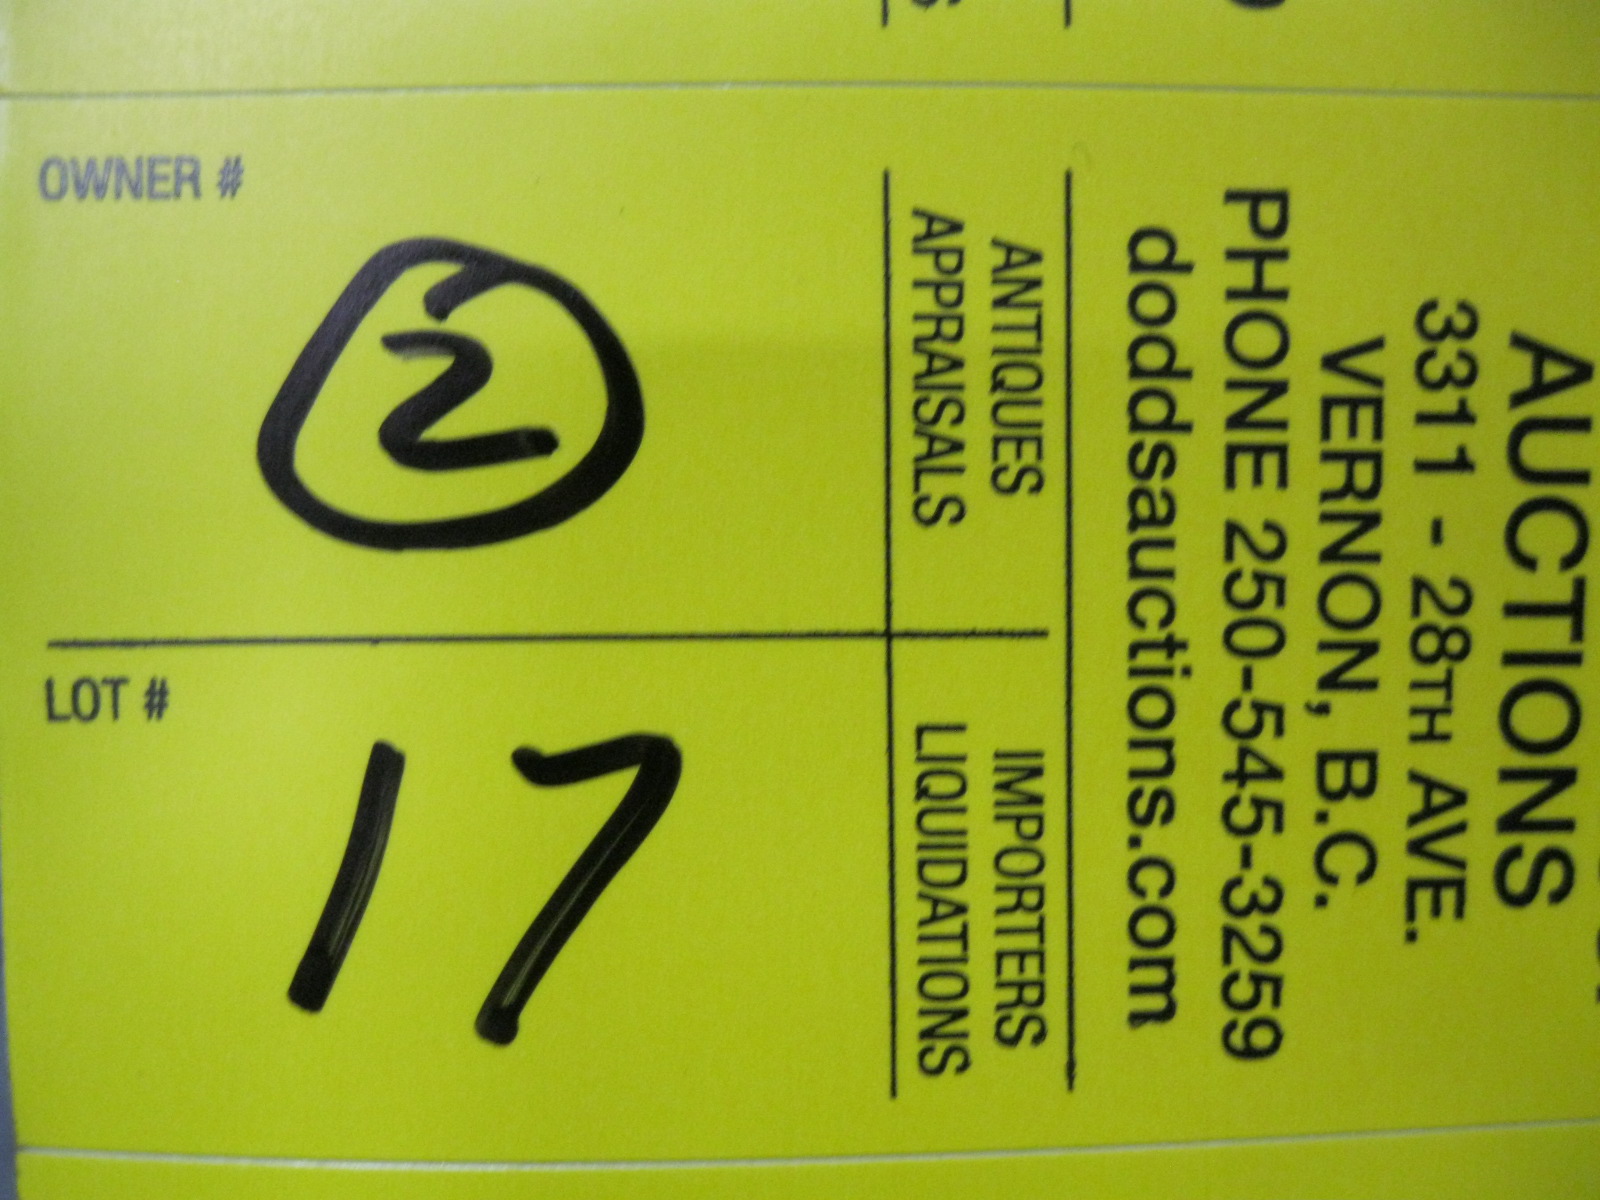 AUCTIONS
3311 - 28TH AVE.
VERNON, B.C.
PHONE 250-545-3259
doddsauctions.com
ANTIQUES IMPORTERS
APPRAISALS LIQUIDATIONS
OWNER #
2
LOT #
17